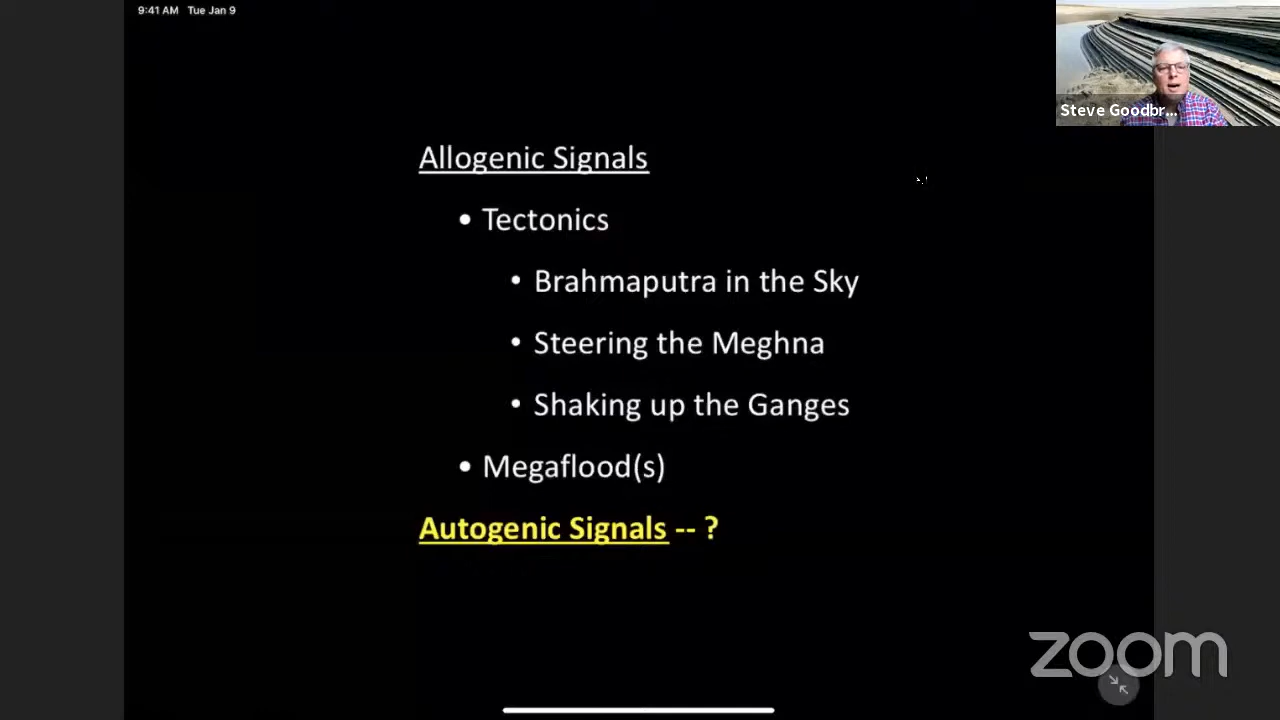 9:41 AM Tue Jan 9
Steve Goodbr...
Allogenic Signals
• Tectonics
• Brahmaputra in the Sky
• Steering the Meghna
• Shaking up the Ganges
• Megaflood(s)
Autogenic Signals -- ?
zoom